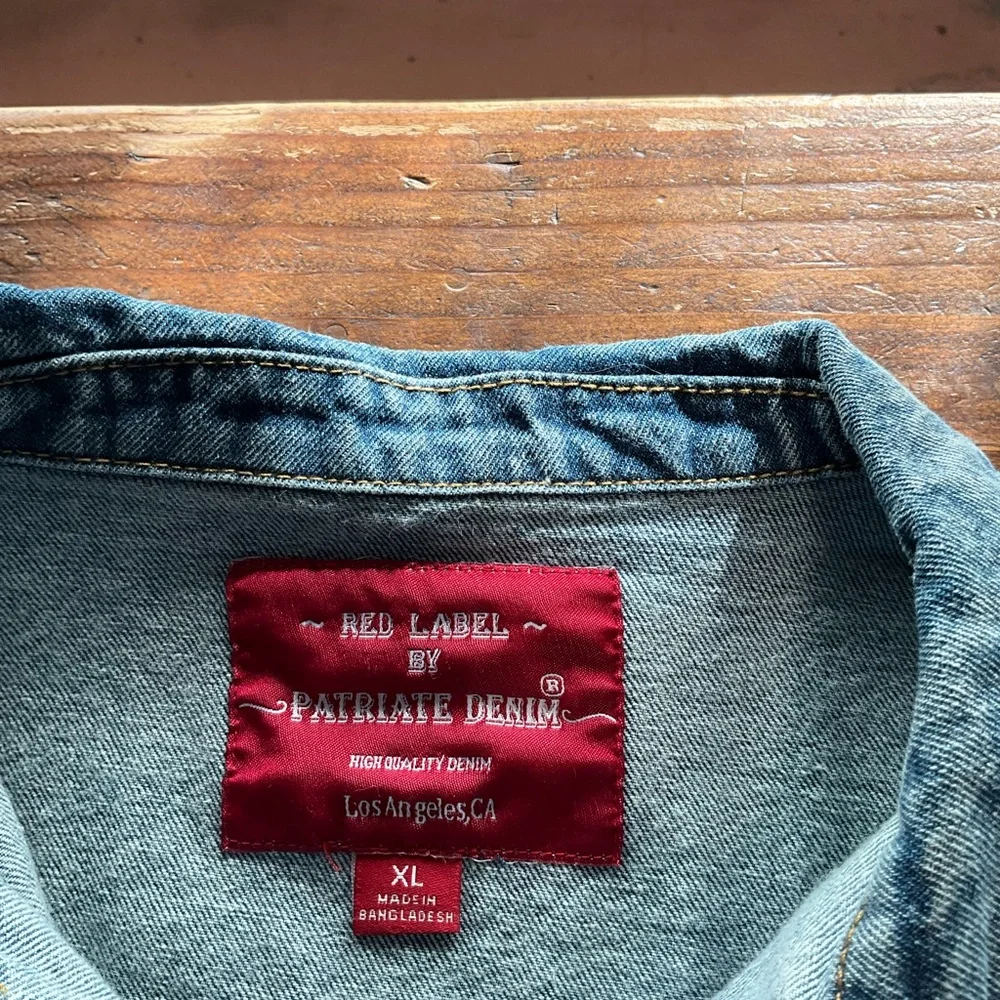 ~ RED LABEL ~
BY
PATRIATE DENIM®
HIGH QUALITY DENIM
Los Angeles, CA
XL
MADE IN
BANGLADESH